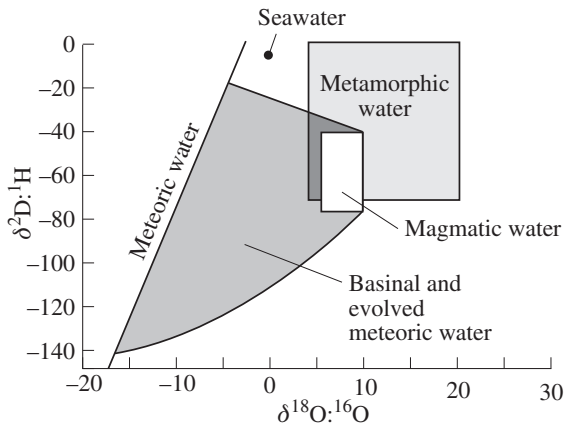 Seawater
0
−20
−40
−60
−80
−100
−120
−140
δ²D:¹H
Meteoric water
Metamorphic
water
Magmatic water
Basinal and
evolved
meteoric water
−20
−10
0
10
20
30
δ¹⁸O:¹⁶O